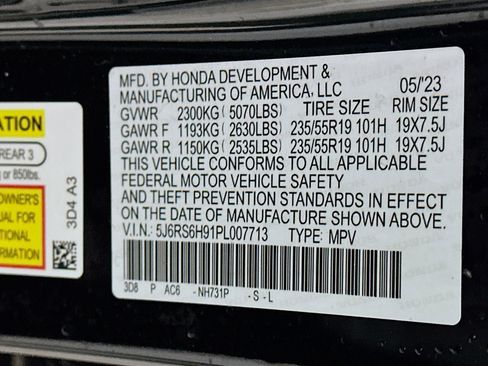 ATION
REAR 3
g or 850lbs.
OWNER'S
UAL FOR
TIONAL
FORMATION
3D4 A3
MFD. BY HONDA DEVELOPMENT &
MANUFACTURING OF AMERICA, LLC 05/'23
GVWR 2300KG (5070LBS) TIRE SIZE RIM SIZE
GAWR F 1193KG (2630LBS) 235/55R19 101H 19X7.5J
GAWR R 1150KG (2535LBS) 235/55R19 101H 19X7.5J
THIS VEHICLE CONFORMS TO ALL APPLICABLE
FEDERAL MOTOR VEHICLE SAFETY
AND THEFT PREVENTION STANDARDS IN EFFECT
ON THE DATE OF MANUFACTURE SHOWN ABOVE.
V.I.N.: 5J6RS6H91PL007713 TYPE: MPV
3D8 P AC6 -NH731P -S-L